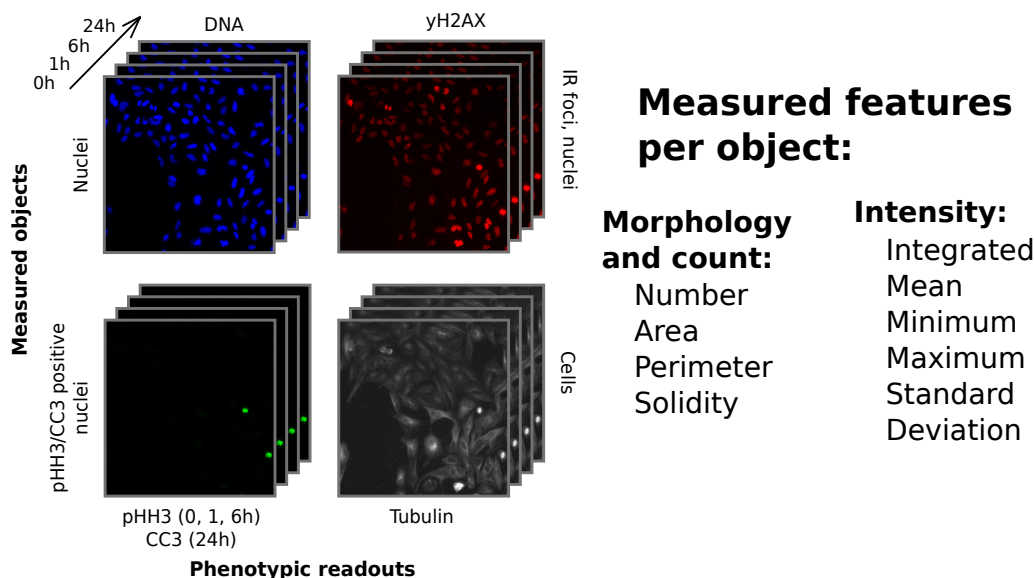 24h
6h
1h
0h
DNA
yH2AX
Measured objects
Nuclei
IR foci, nuclei
pHH3/CC3 positive
nuclei
Cells
pHH3 (0, 1, 6h)
CC3 (24h)
Tubulin
Phenotypic readouts
Measured features
per object:
Morphology
and count:
Number
Area
Perimeter
Solidity
Intensity:
Integrated
Mean
Minimum
Maximum
Standard
Deviation